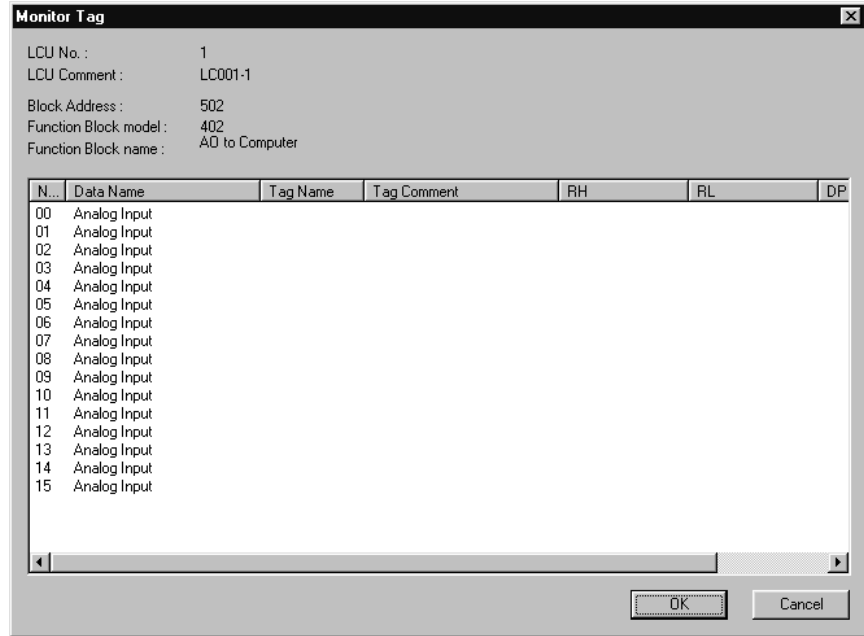 Monitor Tag
LCU No. : 1
LCU Comment : LC001-1
Block Address : 502
Function Block model : 402
Function Block name : AO to Computer
N... Data Name Tag Name Tag Comment RH RL DP
00 Analog Input
01 Analog Input
02 Analog Input
03 Analog Input
04 Analog Input
05 Analog Input
06 Analog Input
07 Analog Input
08 Analog Input
09 Analog Input
10 Analog Input
11 Analog Input
12 Analog Input
13 Analog Input
14 Analog Input
15 Analog Input
OK Cancel